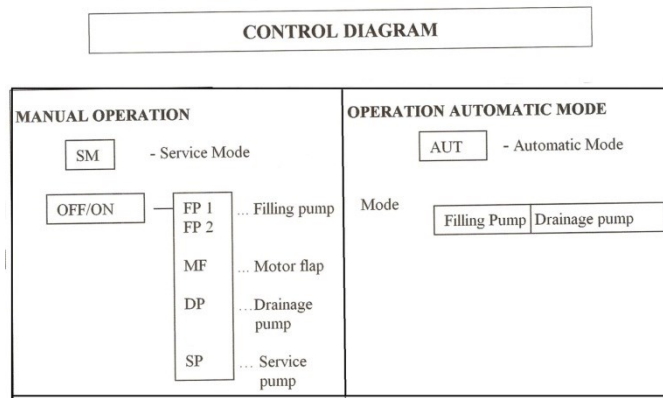 CONTROL DIAGRAM
MANUAL OPERATION
SM - Service Mode
OFF/ON
FP 1 ... Filling pump
FP 2
MF ... Motor flap
DP ...Drainage
pump
SP ... Service
pump
OPERATION AUTOMATIC MODE
AUT - Automatic Mode
Mode
Filling Pump Drainage pump